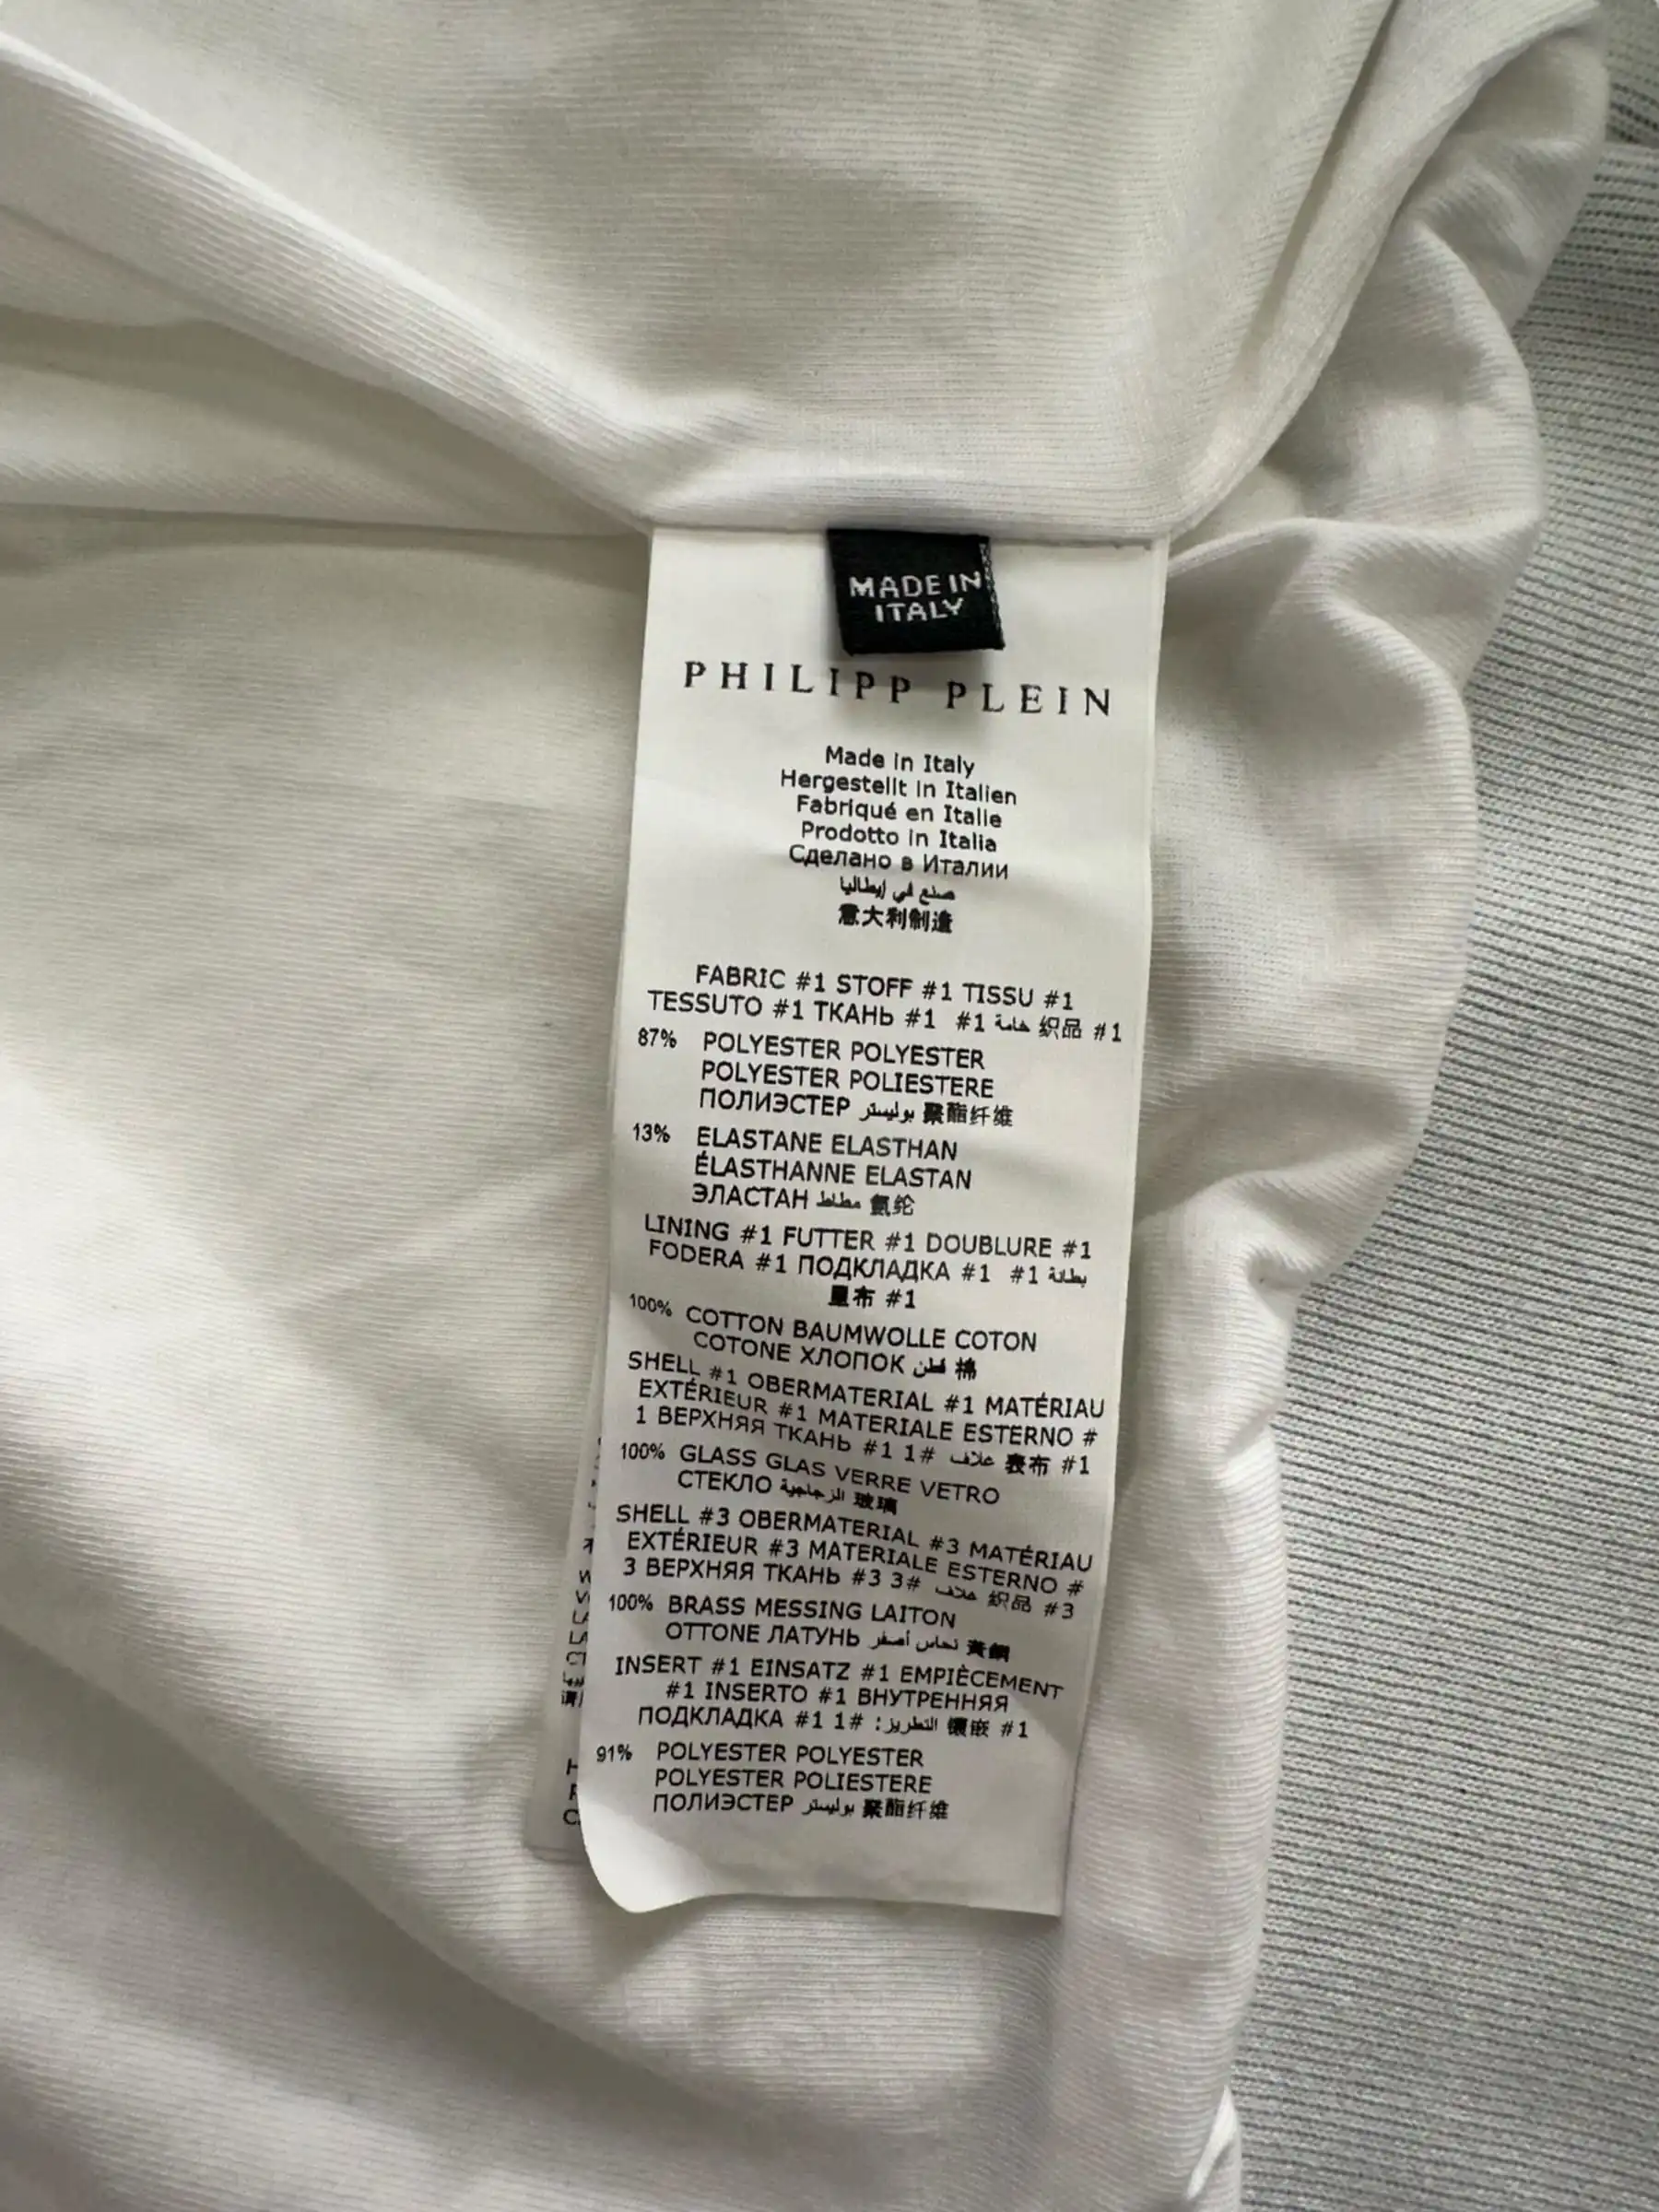 MADE IN
ITALY
PHILIPP PLEIN
Made in Italy
Hergestellt in Italien
Fabriqué en Italie
Prodotto in Italia
Сделано в Италии
صنع في إيطاليا
意大利制造
FABRIC #1 STOFF #1 TISSU #1
TESSUTO #1 ТКАНЬ #1 #1 خامة 织品 #1
87% POLYESTER POLYESTER
POLYESTER POLIESTERE
ПОЛИЭСТЕР بوليستر 聚酯纤维
13% ELASTANE ELASTHAN
ÉLASTHANNE ELASTAN
ЭЛАСТАН مطاط 氨纶
LINING #1 FUTTER #1 DOUBLURE #1
FODERA #1 ПОДКЛАДКА #1 #1 بطانة
里布 #1
100% COTTON BAUMWOLLE COTON
COTONE ХЛОПОК قطن 棉
SHELL #1 OBERMATERIAL #1 MATÉRIAU
EXTÉRIEUR #1 MATERIALE ESTERNO #
1 ВЕРХНЯЯ ТКАНЬ #1 1# غلاف 表布 #1
100% GLASS GLAS VERRE VETRO
СТЕКЛО الزجاجية 玻璃
SHELL #3 OBERMATERIAL #3 MATÉRIAU
EXTÉRIEUR #3 MATERIALE ESTERNO #
3 ВЕРХНЯЯ ТКАНЬ #3 3# غلاف 织品 #3
100% BRASS MESSING LAITON
OTTONE ЛАТУНЬ نحاس أصفر 黃銅
INSERT #1 EINSATZ #1 EMPIÈCEMENT
#1 INSERTO #1 ВНУТРЕННЯЯ
ПОДКЛАДКА #1 1# التطريز: 镶嵌 #1
91% POLYESTER POLYESTER
POLYESTER POLIESTERE
ПОЛИЭСТЕР بوليستر 聚酯纤维